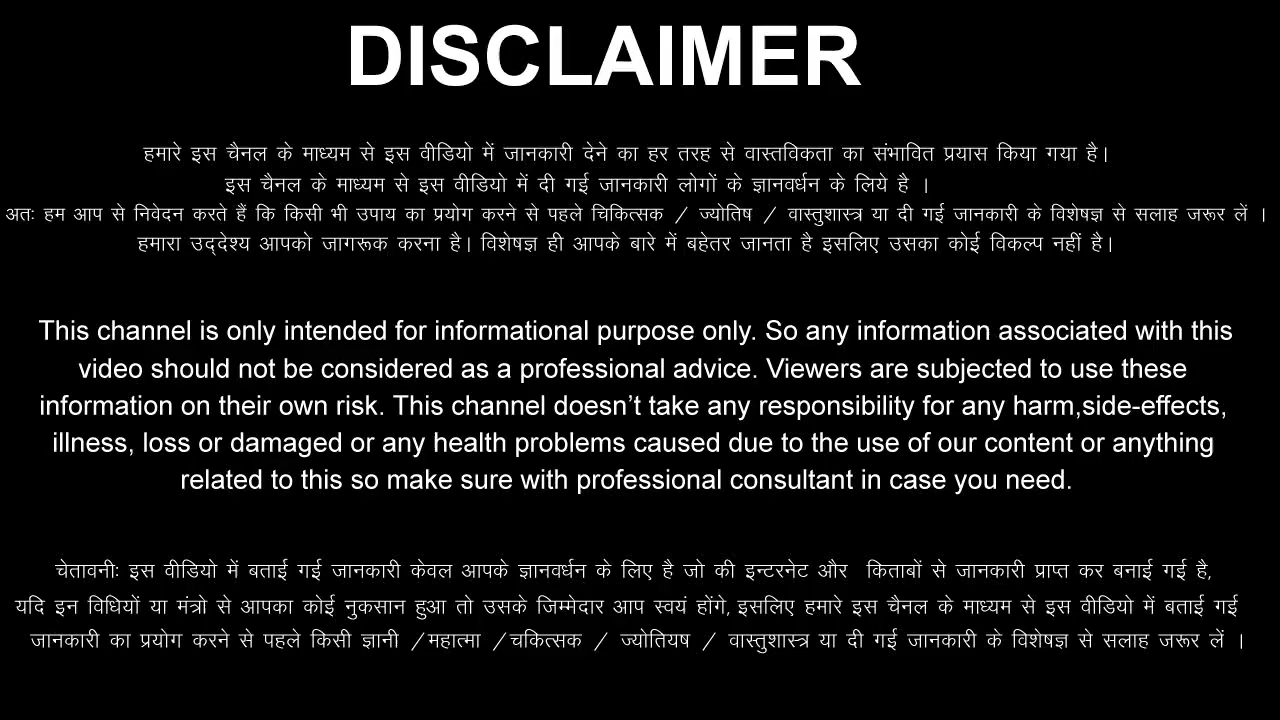 DISCLAIMER
हमारे इस चैनल के माध्यम से इस वीडियो में जानकारी देने का हर तरह से वास्तविकता का संभावित प्रयास किया गया है।
इस चैनल के माध्यम से इस वीडियो में दी गई जानकारी लोगों के ज्ञानवर्धन के लिये है ।
अतः हम आप से निवेदन करते हैं कि किसी भी उपाय का प्रयोग करने से पहले चिकित्सक / ज्योतिष / वास्तुशास्त्र या दी गई जानकारी के विशेषज्ञ से सलाह जरूर लें ।
हमारा उद्देश्य आपको जागरूक करना है। विशेषज्ञ ही आपके बारे में बहेतर जानता है इसलिए उसका कोई विकल्प नहीं है।
This channel is only intended for informational purpose only. So any information associated with this
video should not be considered as a professional advice. Viewers are subjected to use these
information on their own risk. This channel doesn’t take any responsibility for any harm,side-effects,
illness, loss or damaged or any health problems caused due to the use of our content or anything
related to this so make sure with professional consultant in case you need.
चेतावनीः इस वीडियो में बताई गई जानकारी केवल आपके ज्ञानवर्धन के लिए है जो की इन्टरनेट और किताबों से जानकारी प्राप्त कर बनाई गई है,
यदि इन विधियों या मंत्रो से आपका कोई नुकसान हुआ तो उसके जिम्मेदार आप स्वयं होंगे, इसलिए हमारे इस चैनल के माध्यम से इस वीडियो में बताई गई
जानकारी का प्रयोग करने से पहले किसी ज्ञानी /महात्मा /चकित्सक / ज्योतियष / वास्तुशास्त्र या दी गई जानकारी के विशेषज्ञ से सलाह जरूर लें ।